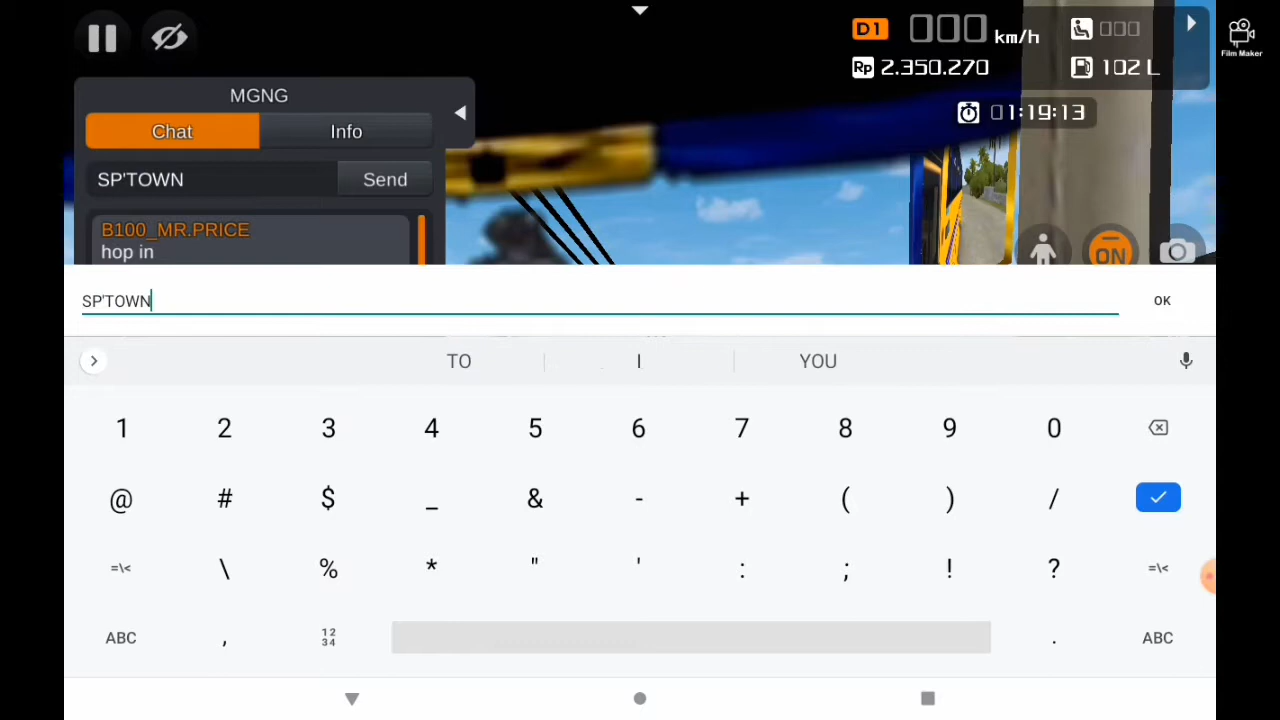 D1 000 km/h 000
Film Maker
Rp 2.350.270 102 L
MGNG
01:19:13
Chat Info
SP'TOWN Send
B100_MR.PRICE
hop in
ON
SP'TOWN OK
TO I YOU
1 2 3 4 5 6 7 8 9 0
@ # $ _ & - + ( ) /
=\< \ % * " ' : ; ! ? =\<
ABC , 12 34 . ABC